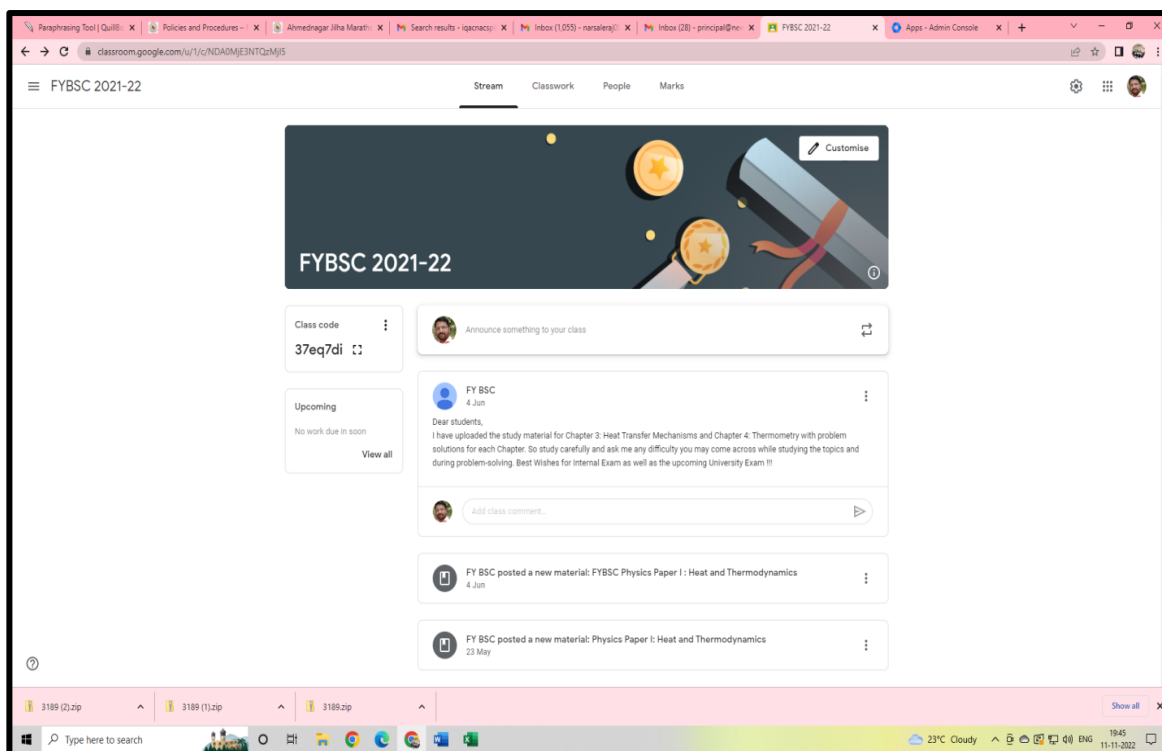 Paraphrasing Tool | QuillB
Policies and Procedures –
Ahmednagar Jilha Marath
Search results - iqacnacsp
Inbox (1,055) - narsaleraj
Inbox (28) - principal@ne
FYBSC 2021-22
Apps - Admin Console
classroom.google.com/u/1/c/NDA0MjE3NTQzMjI5
FYBSC 2021-22
Stream
Classwork
People
Marks
Customise
FYBSC 2021-22
Class code
37eq7di
Upcoming
No work due in soon
View all
Announce something to your class
FY BSC
4 Jun
Dear students,
I have uploaded the study material for Chapter 3: Heat Transfer Mechanisms and Chapter 4: Thermometry with problem
solutions for each Chapter. So study carefully and ask me any difficulty you may come across while studying the topics and
during problem-solving. Best Wishes for Internal Exam as well as the upcoming University Exam !!!
Add class comment...
FY BSC posted a new material: FYBSC Physics Paper I : Heat and Thermodynamics
4 Jun
FY BSC posted a new material: Physics Paper I: Heat and Thermodynamics
23 May
3189 (2).zip
3189 (1).zip
3189.zip
Show all
Type here to search
23°C Cloudy
ENG
19:45
11-11-2022